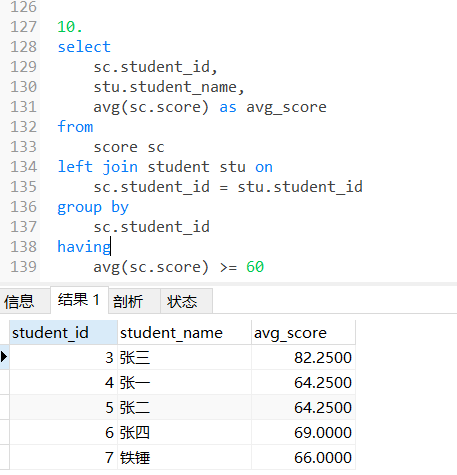 126
127 10.
128 select
129 sc.student_id,
130 stu.student_name,
131 avg(sc.score) as avg_score
132 from
133 score sc
134 left join student stu on
135 sc.student_id = stu.student_id
136 group by
137 sc.student_id
138 having
139 avg(sc.score) >= 60
信息 结果 1 剖析 状态
student_id student_name avg_score
3 张三 82.2500
4 张一 64.2500
5 张二 64.2500
6 张四 69.0000
7 铁锤 66.0000